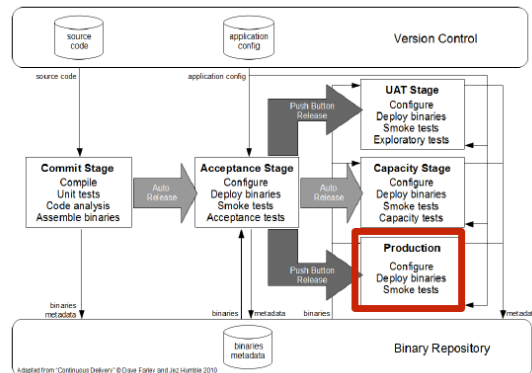 source
code
application
config
Version Control
source code
application config
UAT Stage
Configure
Deploy binaries
Smoke tests
Exploratory tests
Push Button
Release
Commit Stage
Compile
Unit tests
Code analysis
Assemble binaries
Auto
Release
Acceptance Stage
Configure
Deploy binaries
Smoke tests
Acceptance tests
Auto
Release
Capacity Stage
Configure
Deploy binaries
Smoke tests
Capacity tests
Push Button
Release
Production
Configure
Deploy binaries
Smoke tests
binaries
metadata
binaries
metadata
binaries
metadat
binaries
metadata
Binary Repository
Adapted from "Continuous Delivery" © Dave Farley and Jez Humble 2010